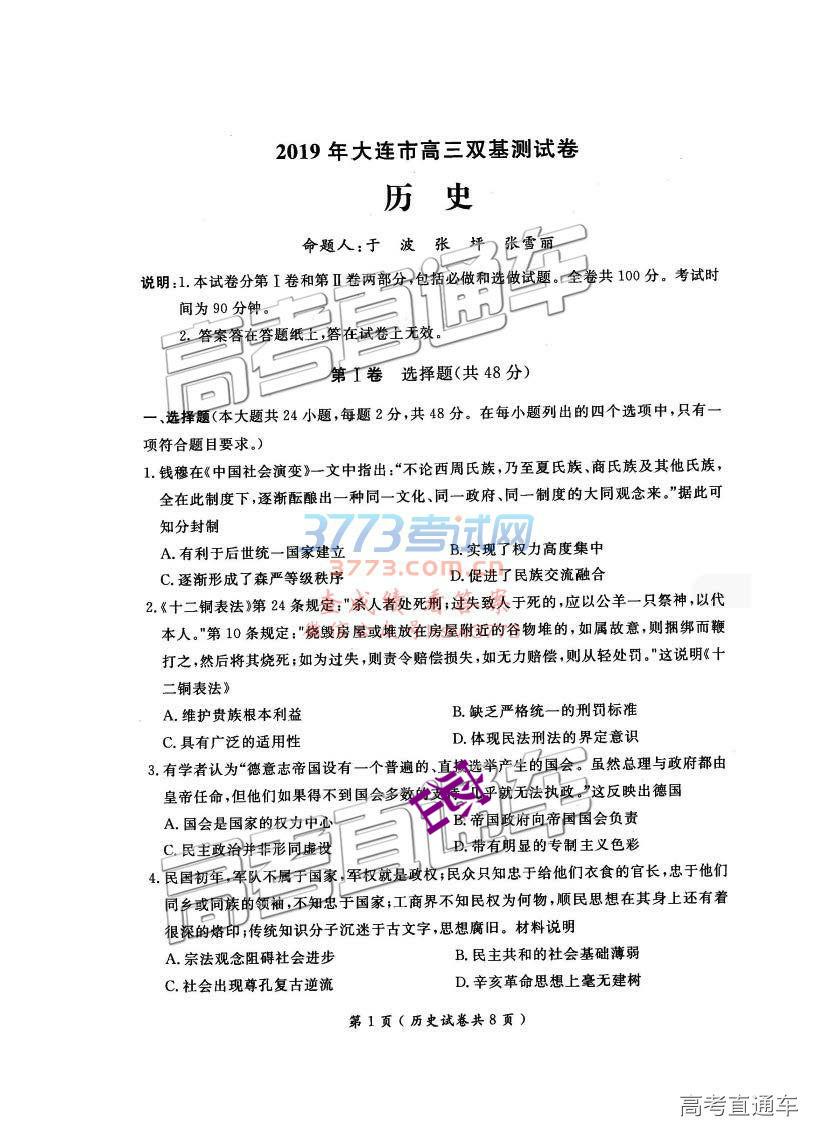 2019年大连市高三双基测试卷
历 史
命题人:于 波 张 坪 张雪丽
说明:1.本试卷分第Ⅰ卷和第Ⅱ卷两部分,包括必做和选做试题。全卷共100分。考试时
间为90分钟。
2. 答案答在答题纸上,答在试卷上无效。
第Ⅰ卷 选择题(共48分)
一、选择题(本大题共24小题,每题2分,共48分。在每小题列出的四个选项中,只有一
项符合题目要求。)
1.钱穆在《中国社会演变》一文中指出:“不论西周氏族,乃至夏氏族、商氏族及其他氏族,
全在此制度下,逐渐酝酿出一种同一文化、同一政府、同一制度的大同观念来。”据此可
知分封制
3773考试网
A.有利于后世统一国家建立 B.实现了权力高度集中
3773.com.cn
C.逐渐形成了森严等级秩序 D.促进了民族交流融合
查成绩 看答案
2.《十二铜表法》第24条规定:"杀人者处死刑;过失致人于死的,应以公羊一只祭神,以代
本人。"第10条规定:"烧毁房屋或堆放在房屋附近的谷物堆的,如属故意,则捆绑而鞭
打之,然后将其烧死;如为过失,则责令赔偿损失,如无力赔偿,则从轻处罚。"这说明《十
二铜表法》
A.维护贵族根本利益 B.缺乏严格统一的刑罚标准
C.具有广泛的适用性 D.体现民法刑法的界定意识
3.有学者认为“德意志帝国设有一个普遍的、直接选举产生的国会。虽然总理与政府都由
皇帝任命,但他们如果得不到国会多数的支持,几乎就无法执政。”这反映出德国
A.国会是国家的权力中心 B.帝国政府向帝国国会负责
C.民主政治并非形同虚设 D.带有明显的专制主义色彩
4.民国初年,军队不属于国家,军权就是政权;民众只知忠于给他们衣食的官长,忠于他们
同乡或同族的领袖,不知忠于国家;工商界不知民权为何物,顺民思想在其身上还有着
很深的烙印;传统知识分子沉迷于古文字,思想腐旧。材料说明
A.宗法观念阻碍社会进步 B.民主共和的社会基础薄弱
C.社会出现尊孔复古逆流 D.辛亥革命思想上毫无建树
第1页(历史试卷共8页)
高考直通车
高考直通车
高考直通车